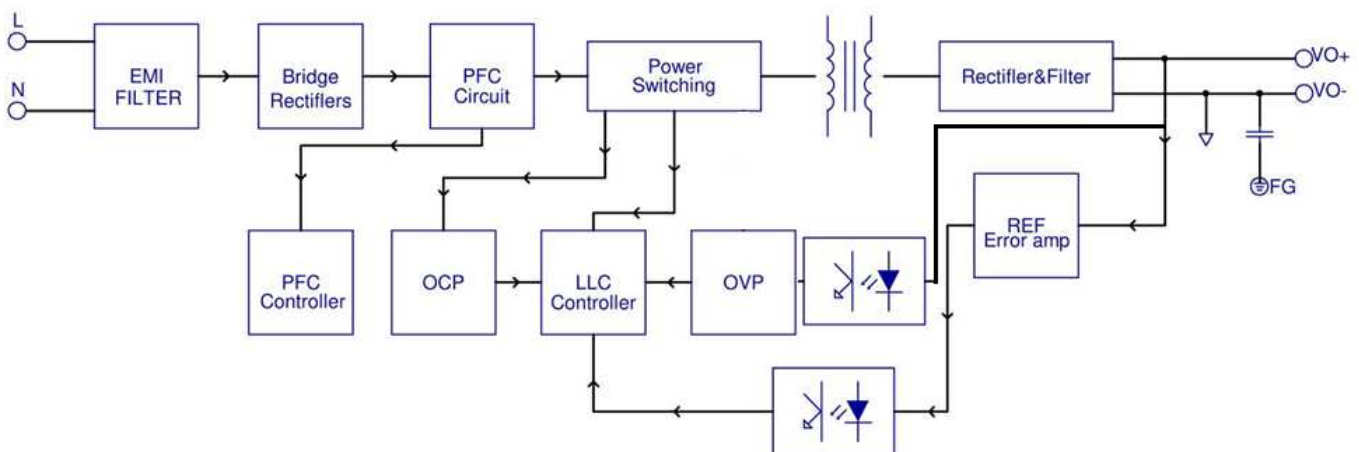 L
N
EMI
FILTER
Bridge
Rectiflers
PFC
Circuit
Power
Switching
Rectifler&Filter
VO+
VO-
FG
REF
Error amp
PFC
Controller
OCP
LLC
Controller
OVP